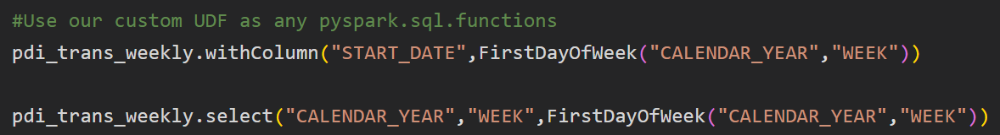 #Use our custom UDF as any pyspark.sql.functions
pdi_trans_weekly.withColumn("START_DATE",FirstDayOfWeek("CALENDAR_YEAR","WEEK"))
pdi_trans_weekly.select("CALENDAR_YEAR","WEEK",FirstDayOfWeek("CALENDAR_YEAR","WEEK"))